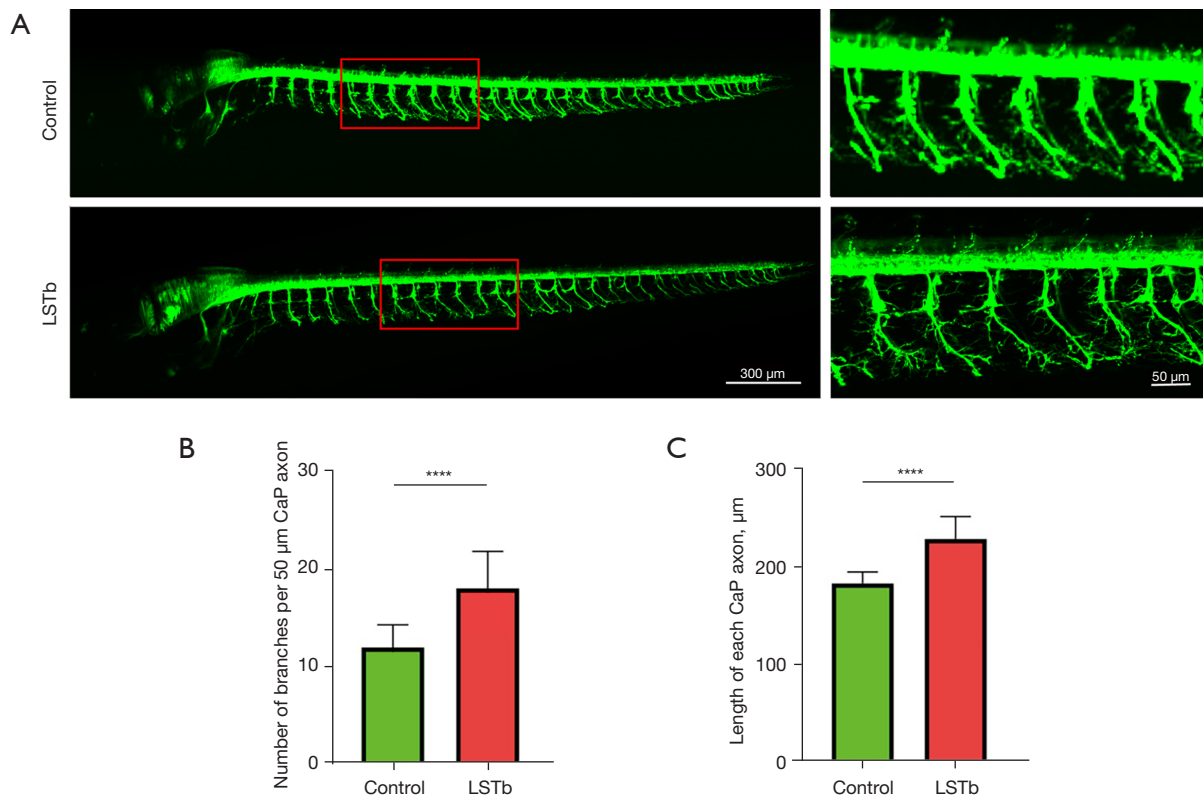 A
Control
LSTb
300 µm
50 µm
B
Number of branches per 50 µm CaP axon
30
20
10
0
****
Control
LSTb
C
Length of each CaP axon, µm
300
200
100
0
****
Control
LSTb